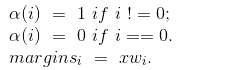 α(i) = 1 if i ! = 0;
α(i) = 0 if i == 0.
margins_i = xw_i.